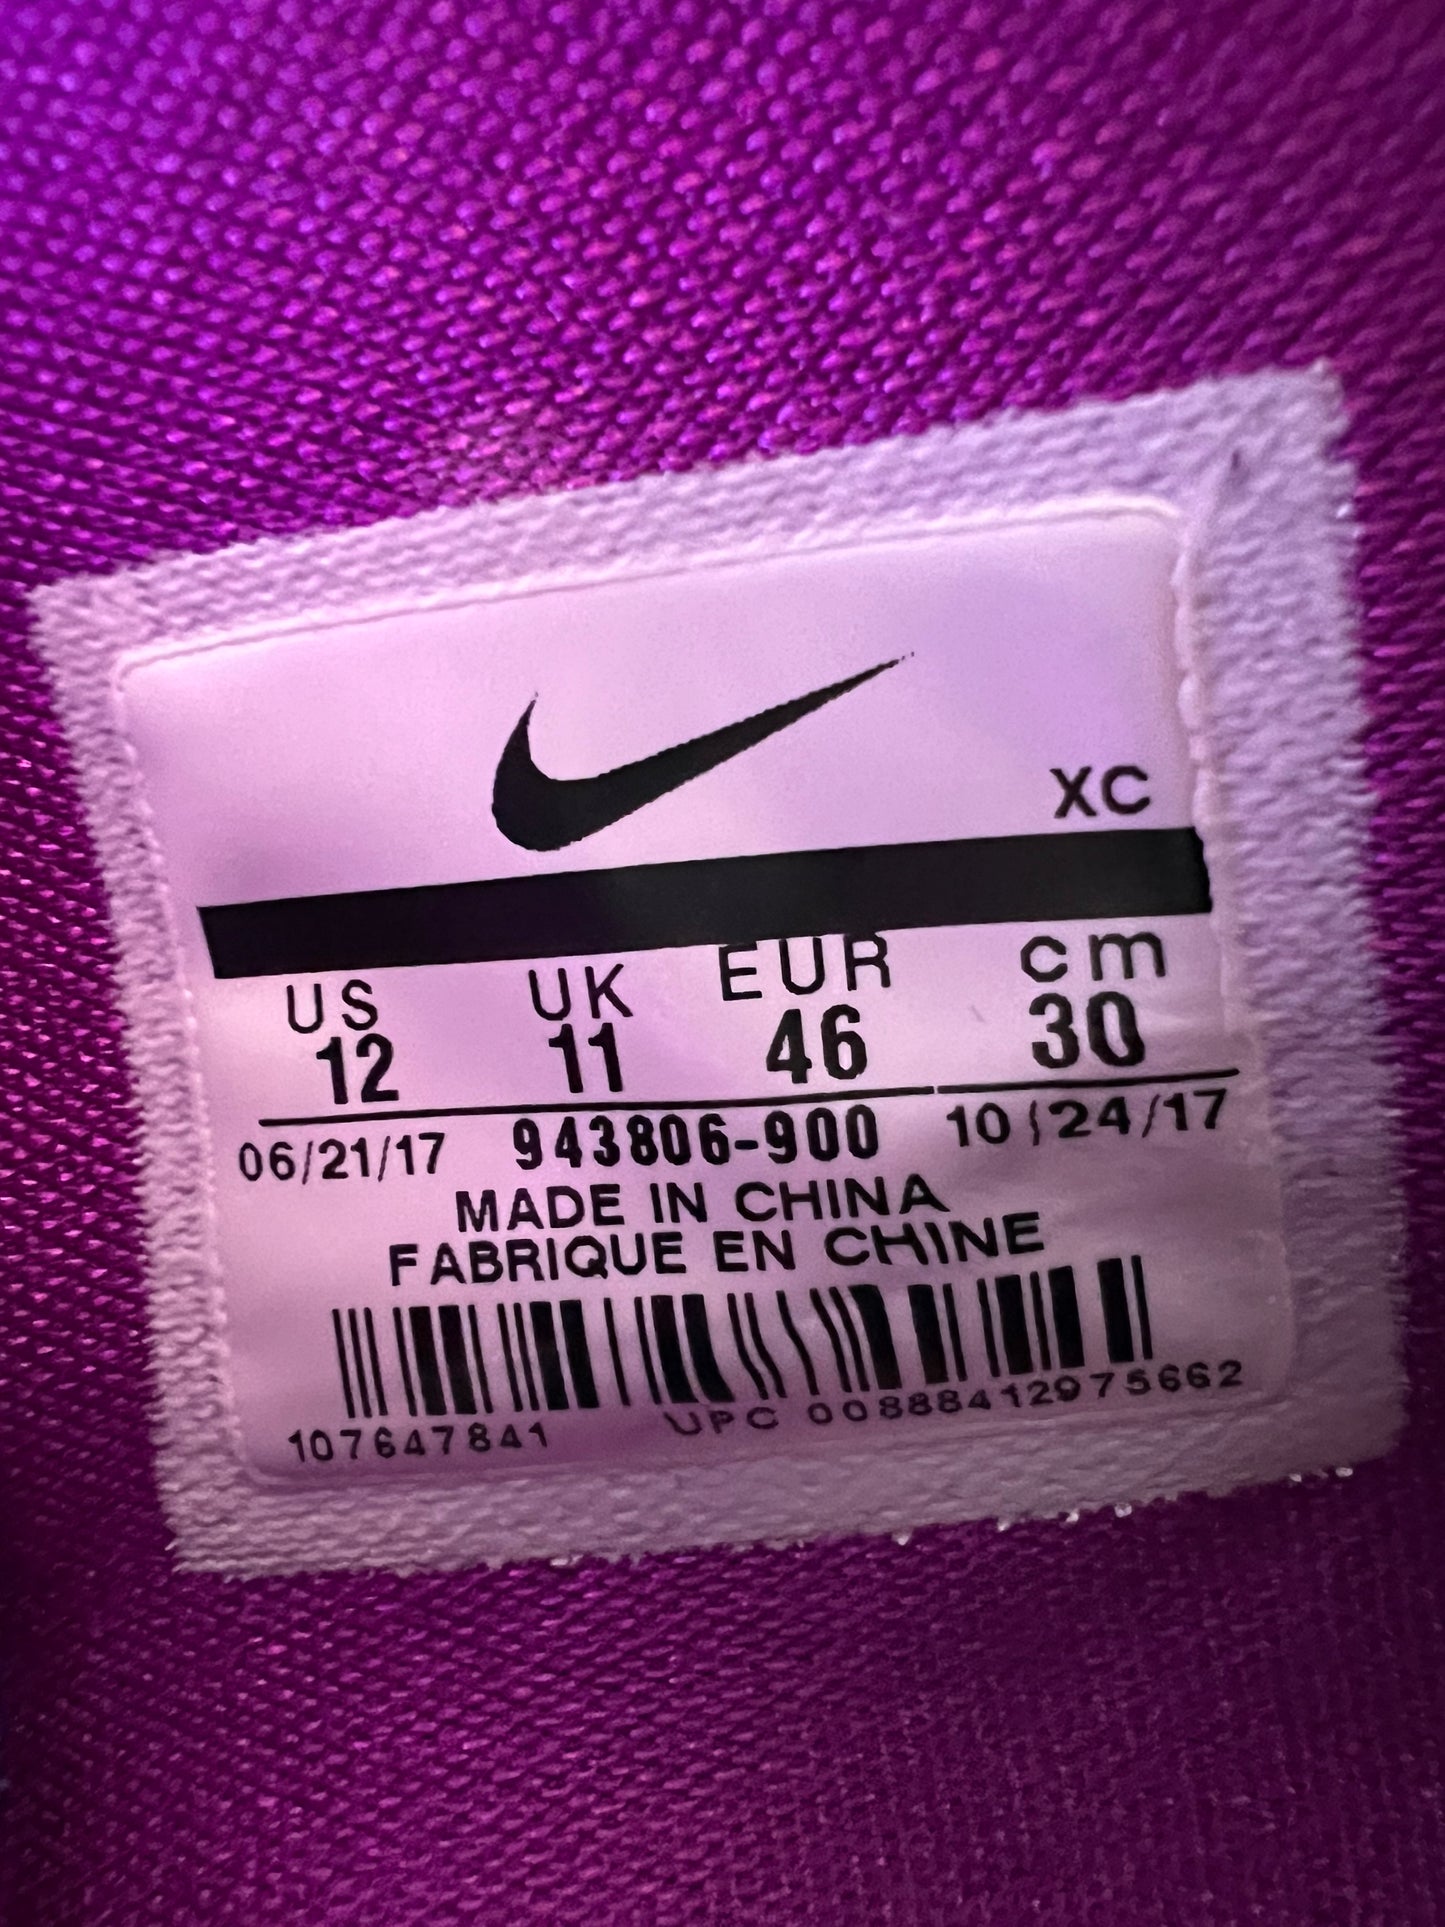 XC
US UK EUR cm
12 11 46 30
06/21/17 943806-900 10/24/17
MADE IN CHINA
FABRIQUE EN CHINE
107647841 UPC 00888412975662